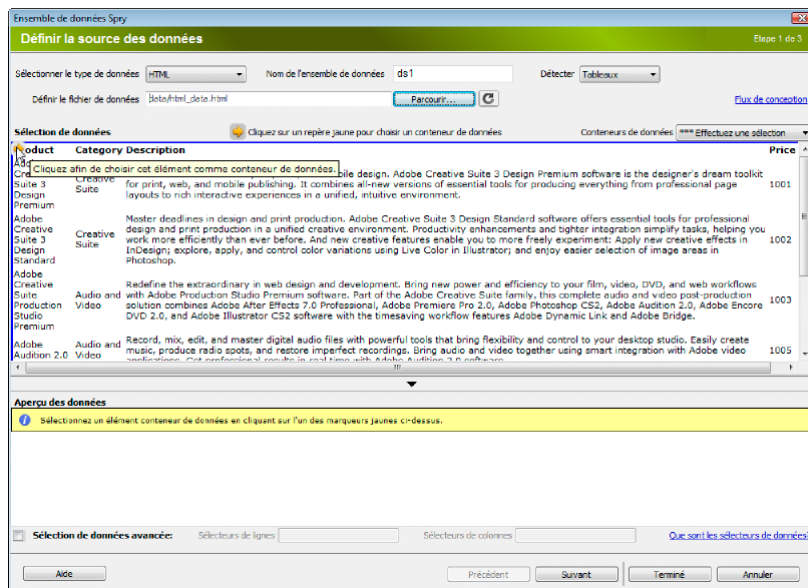 Ensemble de données Spry
Définir la source des données
Etape 1 de 3
Sélectionner le type de données HTML Nom de l'ensemble de données ds1 Détecter Tableaux
Définir le fichier de données data/html_data.html Parcourir... Flux de conception
Sélection de données Cliquez sur un repère jaune pour choisir un conteneur de données Conteneurs de données *** Effectuez une sélection
Category Description Price
Cliquez afin de choisir cet élément comme conteneur de données.
bile design. Adobe Creative Suite 3 Design Premium software is the designer's dream toolkit
Suite 3 Suite for print, web, and mobile publishing. It combines all-new versions of essential tools for producing everything from professional page 1001
Design layouts to rich interactive experiences in a unified, intuitive environment.
Premium
Adobe Master deadlines in design and print production. Adobe Creative Suite 3 Design Standard software offers essential tools for professional
Creative Creative design and print production in a unified creative environment. Productivity enhancements and tighter integration simplify tasks, helping you
Suite 3 Suite work more efficiently than ever before. And new creative features enable you to more freely experiment: Apply new creative effects in 1002
Design InDesign; explore, apply, and control color variations using Live Color in Illustrator; and enjoy easier selection of image areas in
Standard Photoshop.
Adobe
Creative Redefine the extraordinary in web design and development. Bring new power and efficiency to your film, video, DVD, and web workflows
Suite Audio and with Adobe Production Studio Premium software. Part of the Adobe Creative Suite family, this complete audio and video post-production
Production Video solution combines Adobe After Effects 7.0 Professional, Adobe Premiere Pro 2.0, Adobe Photoshop CS2, Adobe Audition 2.0, Adobe Encore 1003
Studio DVD 2.0, and Adobe Illustrator CS2 software with the timesaving workflow features Adobe Dynamic Link and Adobe Bridge.
Premium
Adobe Audio and Record, mix, edit, and master digital audio files with powerful tools that bring flexibility and control to your desktop studio. Easily create
Audition 2.0 Video music, produce radio spots, and restore imperfect recordings. Bring audio and video together using smart integration with Adobe video 1005
Aperçu des données
Sélectionnez un élément conteneur de données en cliquant sur l'un des marqueurs jaunes ci-dessus.
Sélection de données avancée: Sélecteurs de lignes Sélecteurs de colonnes Que sont les sélecteurs de données
Aide Précédent Suivant Terminé Annuler